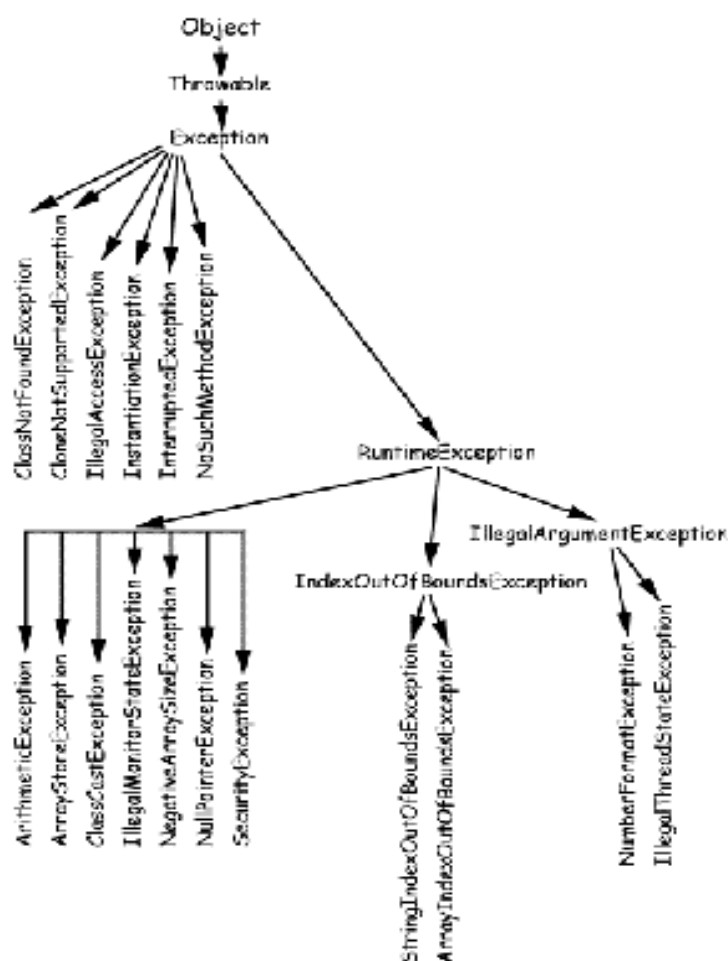 Object
Throwable
Exception
ClassNotFoundException
CloneNotSupportedException
IllegalAccessException
InstantiationException
InterruptedException
NoSuchMethodException
RuntimeException
IllegalArgumentException
IndexOutOfBoundsException
ArithmeticException
ArrayStoreException
ClassCastException
IllegalMonitorStateException
NegativeArraySizeException
NullPointerException
SecurityException
StringIndexOutOfBoundsException
ArrayIndexOutOfBoundsException
NumberFormatException
IllegalThreadStateException